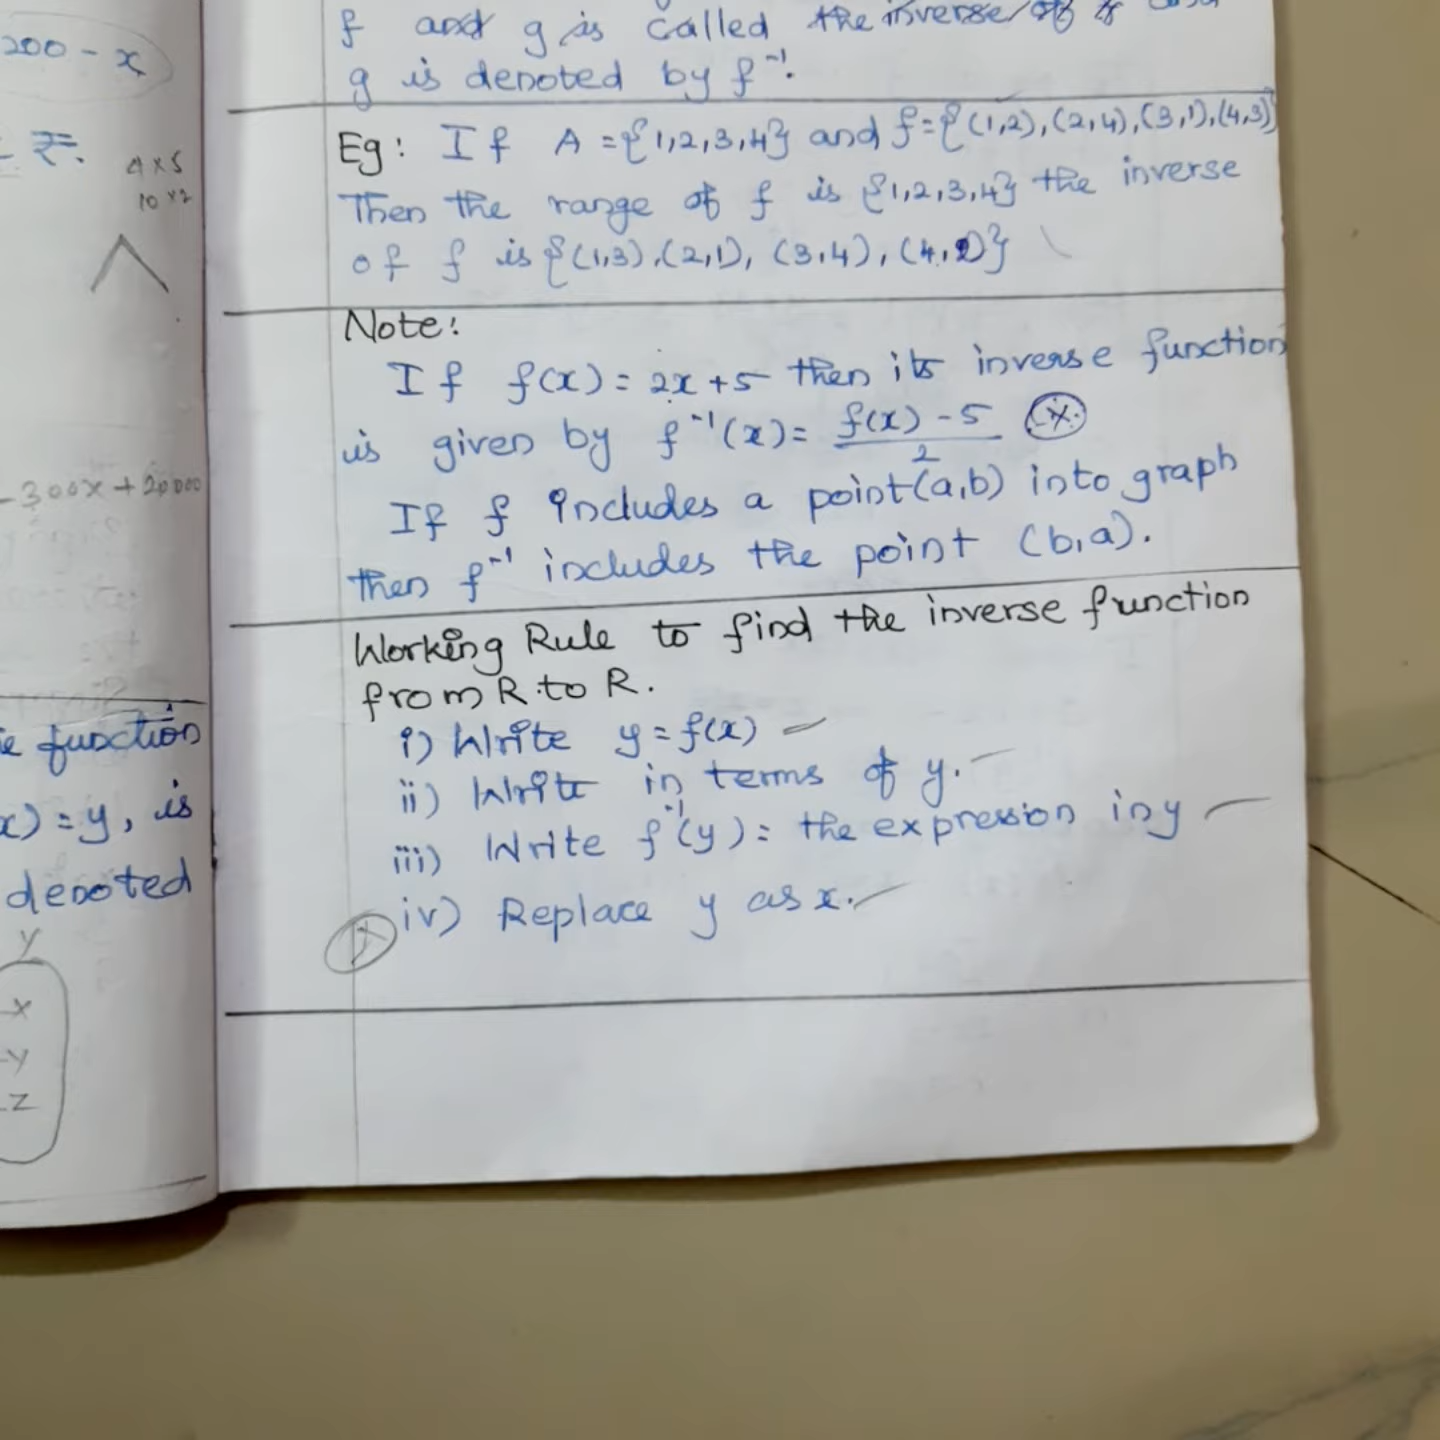 200 - x
₹.
4 x 5
10 x 2
- 300x + 20000
function
x) = y, is
denoted
y
x
y
z
f and g is called the inverse of f
g is denoted by f⁻¹.
Eg: If A = {1,2,3,4} and f = {(1,2), (2,4), (3,1), (4,3)}
Then the range of f is {1,2,3,4} the inverse
of f is {(1,3), (2,1), (3,4), (4,2)}
Note:
If f(x) = 2x + 5 then its inverse function
is given by f⁻¹(x) = f(x) - 5 / 2
If f includes a point (a,b) into graph
then f⁻¹ includes the point (b,a).
Working Rule to find the inverse function
from R to R.
i) Write y = f(x)
ii) Write in terms of y.
iii) Write f⁻¹(y) = the expression in y
iv) Replace y as x.